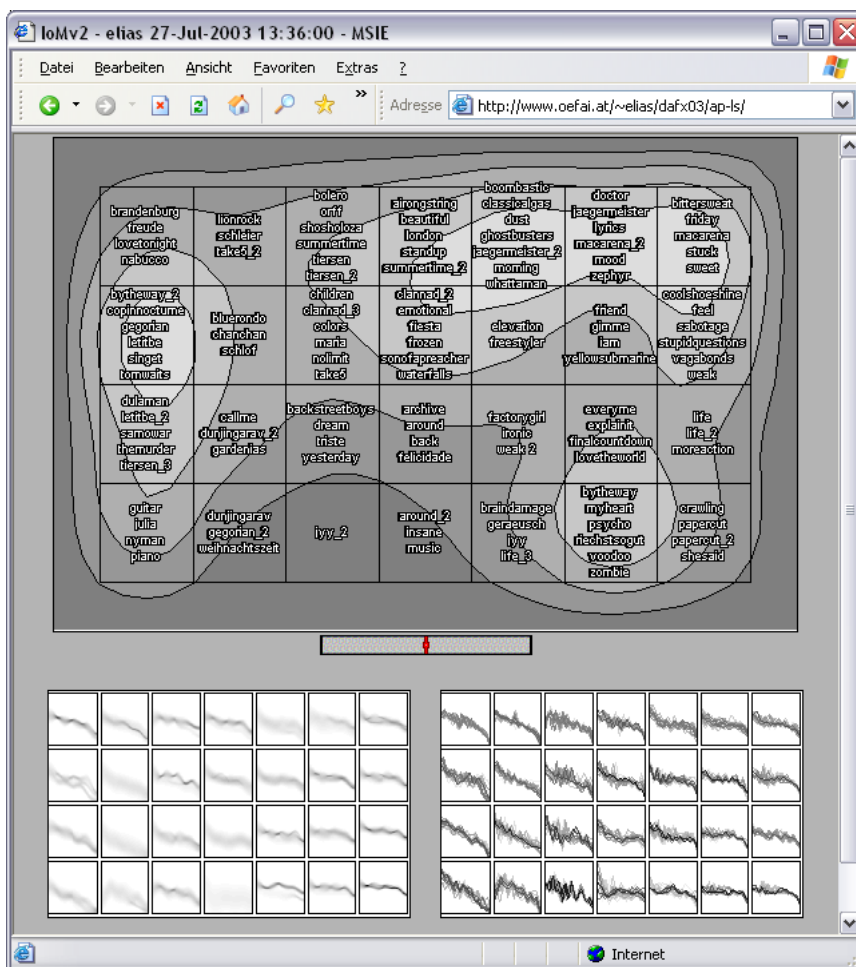 IoMv2 - elias 27-Jul-2003 13:36:00 - MSIE
Datei Bearbeiten Ansicht Favoriten Extras ?
» Adresse http://www.oefai.at/~elias/dafx03/ap-ls/
brandenburg
freude
lovetonight
nabucco
lionrock
schleier
take5_2
bolero
orff
shosholoza
summertime
tiersen
tiersen_2
airongstring
beautiful
london
standup
summertime_2
boombastic
classicalgas
dust
ghostbusters
jaegermeister_2
morning
whattaman
doctor
jaegermeister
lyrics
macarena_2
mood
zephyr
bittersweat
friday
macarena
stuck
sweet
bytheway_2
copinnocturne
gegorian
letitbe
singet
tomwaits
bluerondo
chanchan
schlof
children
clannad_3
colors
maria
nolimit
take5
clannad_2
emotional
fiesta
frozen
sonofapreacher
waterfalls
elevation
freestyler
friend
gimme
iam
yellowsubmarine
coolshoeshine
feel
sabotage
stupidquestions
vagabonds
weak
dulaman
letitbe_2
samowar
themurder
tiersen_3
callme
dunjingarav_2
gardenlas
backstreetboys
dream
triste
yesterday
archive
around
back
felicidade
factorygirl
ironic
weak_2
everyme
explainit
finalcountdown
lovetheworld
life
life_2
moreaction
guitar
julia
nyman
piano
dunjingarav
gegorian_2
weihnachtszeit
iyy_2
around_2
insane
music
braindamage
geraeusch
iyy
life_3
bytheway
myheart
psycho
riechstsogut
voodoo
zombie
crawling
papercut
papercut_2
shesaid
Internet